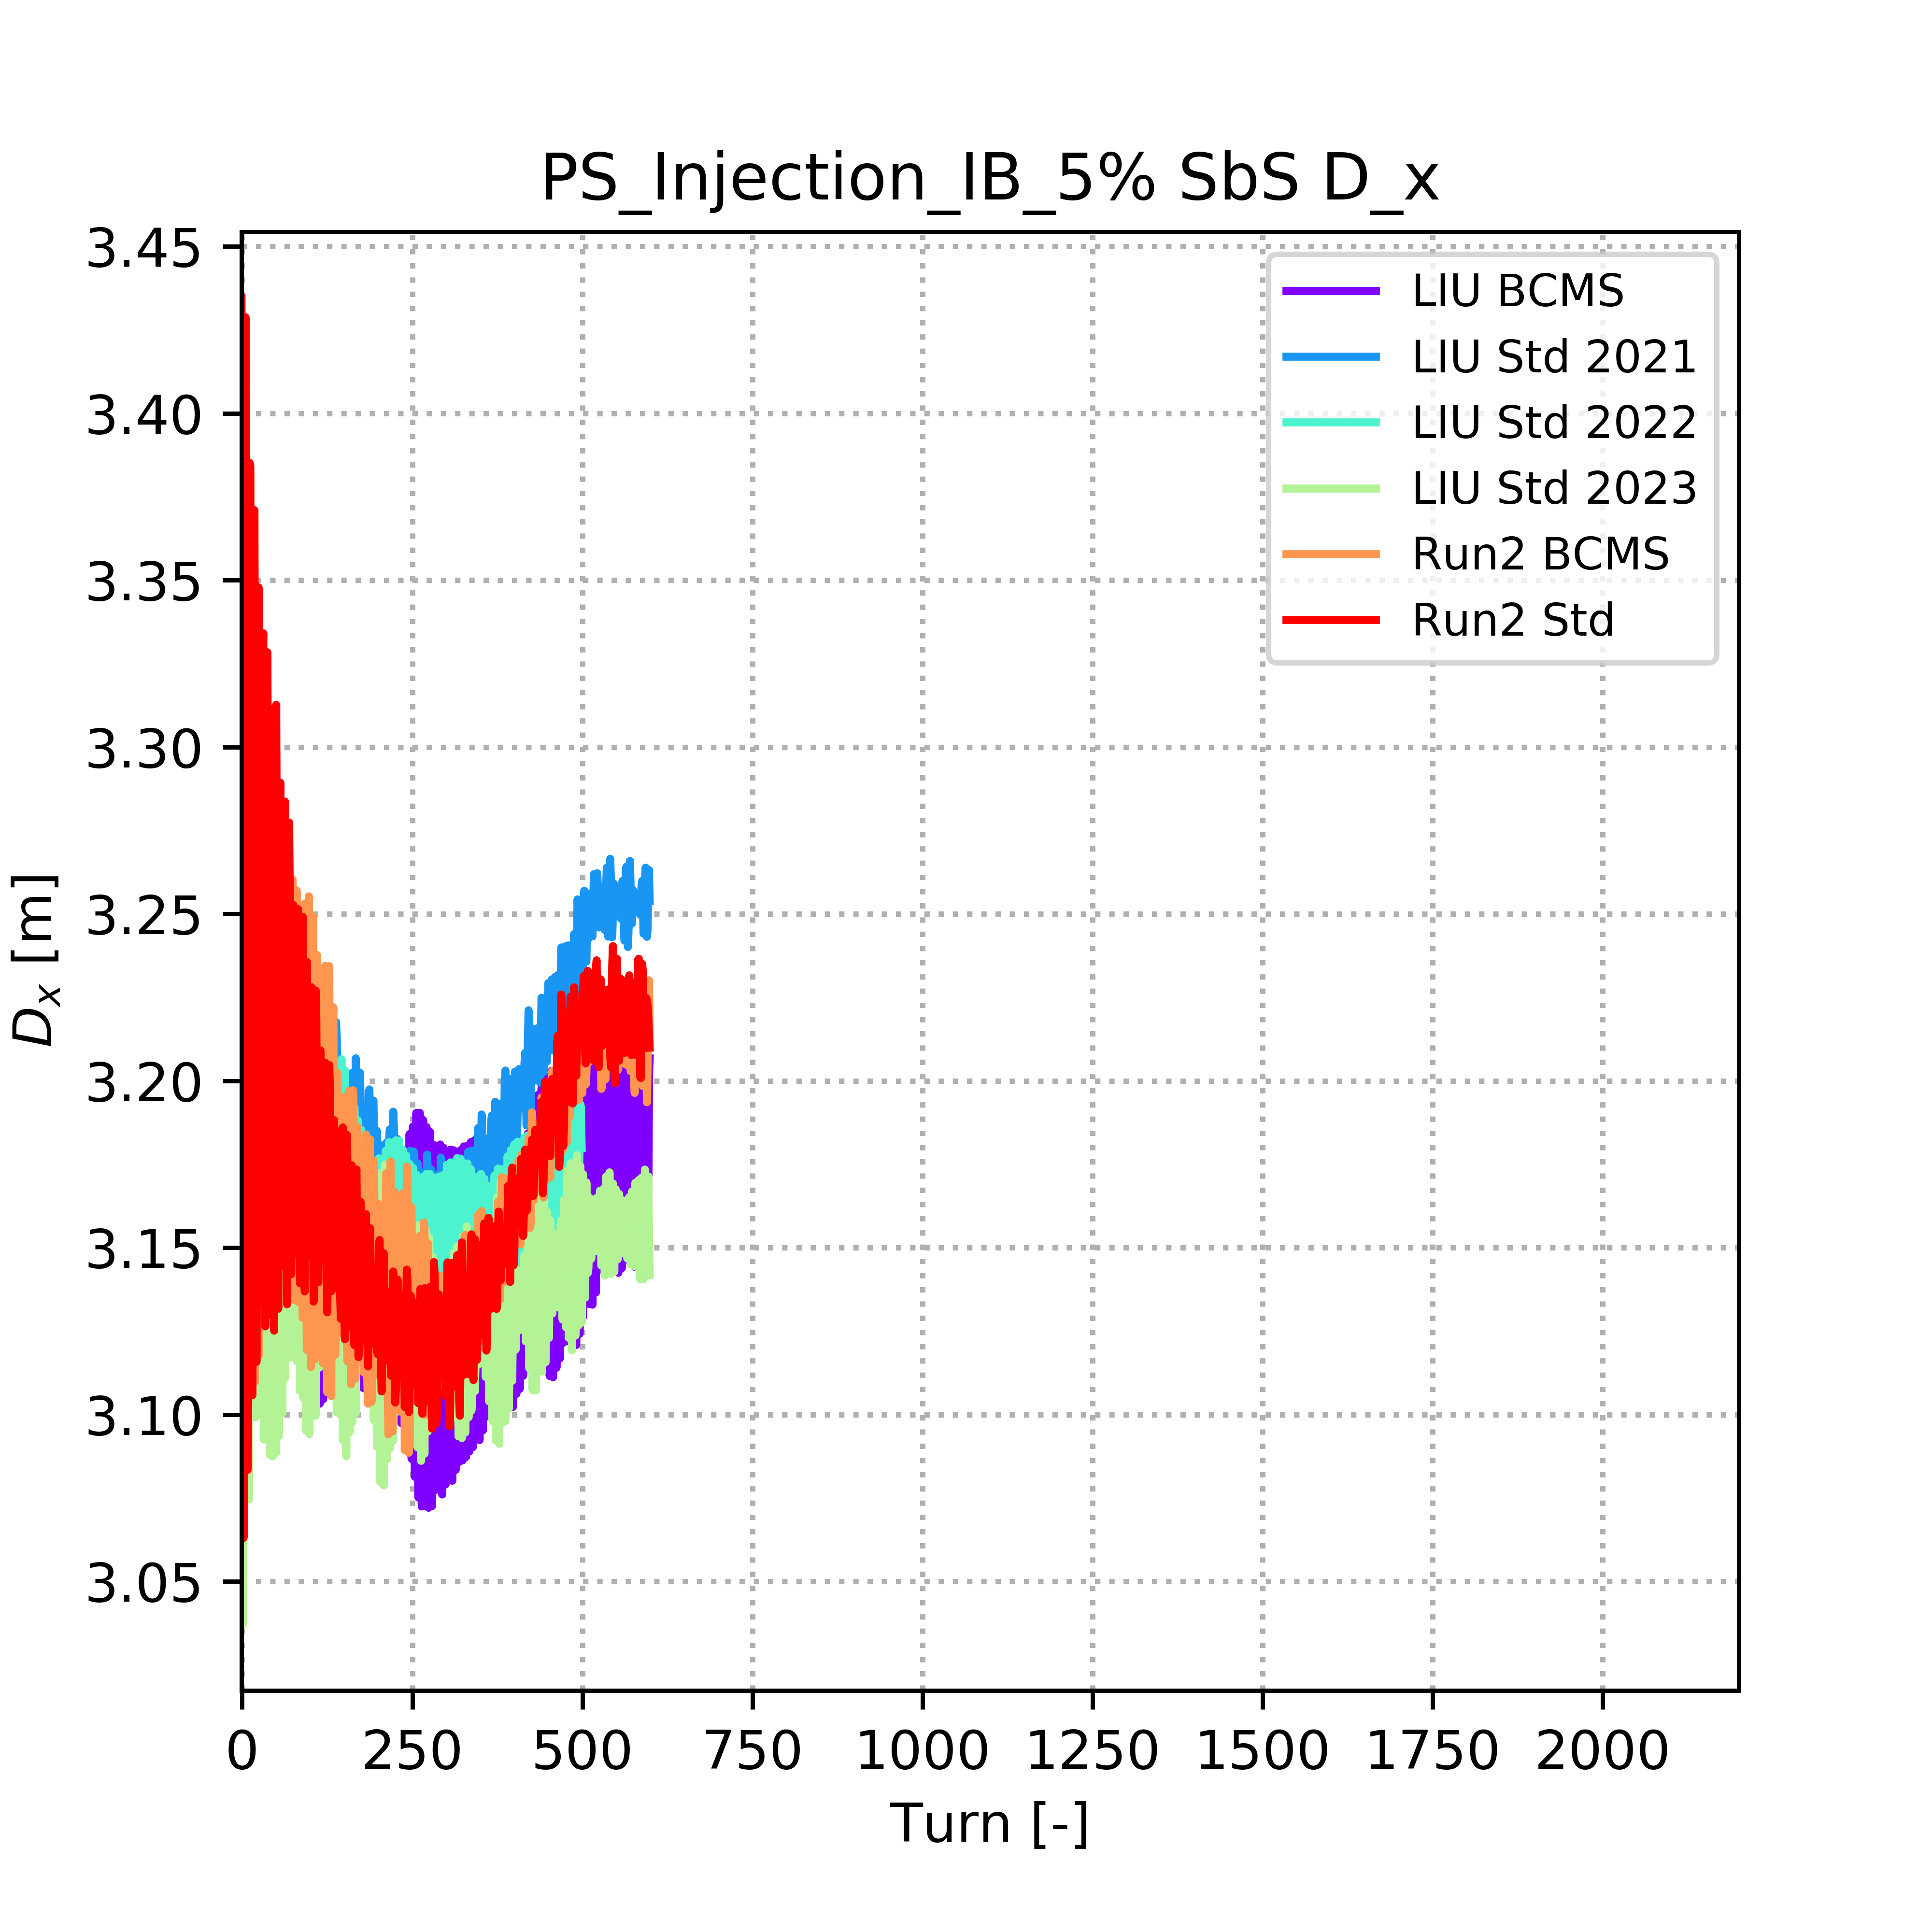 PS_Injection_IB_5% SbS D_x
3.45
3.40
3.35
3.30
3.25
3.20
3.15
3.10
3.05
D_x [m]
LIU BCMS
LIU Std 2021
LIU Std 2022
LIU Std 2023
Run2 BCMS
Run2 Std
0 250 500 750 1000 1250 1500 1750 2000
Turn [-]